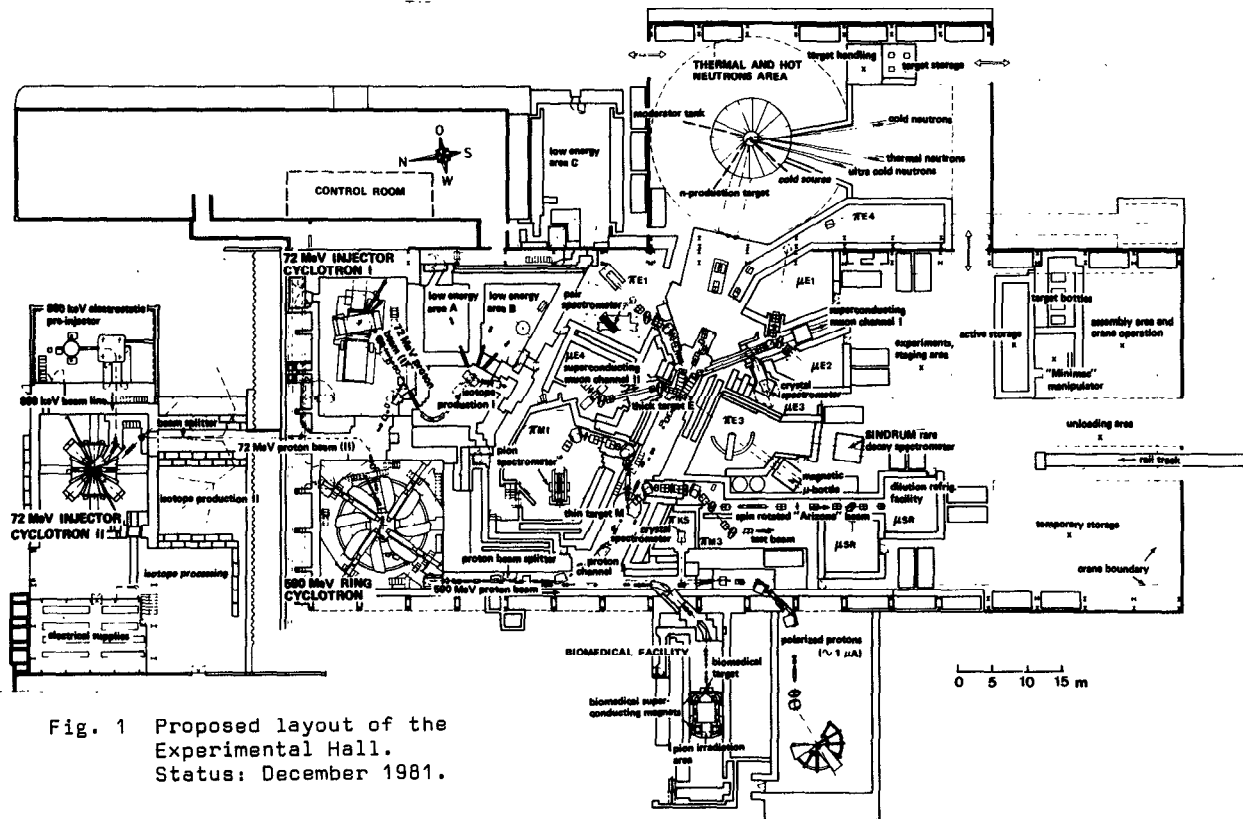 THERMAL AND HOT
NEUTRONS AREA
target handling
target storage
moderator tank
cold neutrons
thermal neutrons
ultra cold neutrons
cold source
n-production target
low energy
area C
O
N
S
W
CONTROL ROOM
πE4
72 MeV INJECTOR
CYCLOTRON I
low energy
area A
low energy
area B
πE1
pair
spectrometer
μE1
superconducting
muon channel I
target bottles
assembly area and
crane operation
active storage
experiments,
staging area
"Minimac"
manipulator
pre-injector
72 MeV proton
μE4
superconducting
muon channel II
μE2
crystal
spectrometer
isotope
production I
thick target E
μE3
πE3
beam splitter
72 MeV proton beam (II)
πM1
pion
spectrometer
SINDRUM rare
decay spectrometer
unloading area
rail track
magnetic
μ-bottle
dilution refrig.
facility
μSR
isotope production II
72 MeV INJECTOR
CYCLOTRON II
thin target M
crystal
spectrometer
spin rotated "Arizona" beam
πM3
test beam
μSR
temporary storage
crane boundary
proton
channel
proton beam splitter
isotope processing
590 MeV RING
CYCLOTRON
590 MeV proton beam
electrical supplies
BIOMEDICAL FACILITY
biomedical
target
polarized protons
(~ 1 μA)
biomedical super-
conducting magnets
pion irradiation
area
0 5 10 15 m
Fig. 1 Proposed layout of the
Experimental Hall.
Status: December 1981.